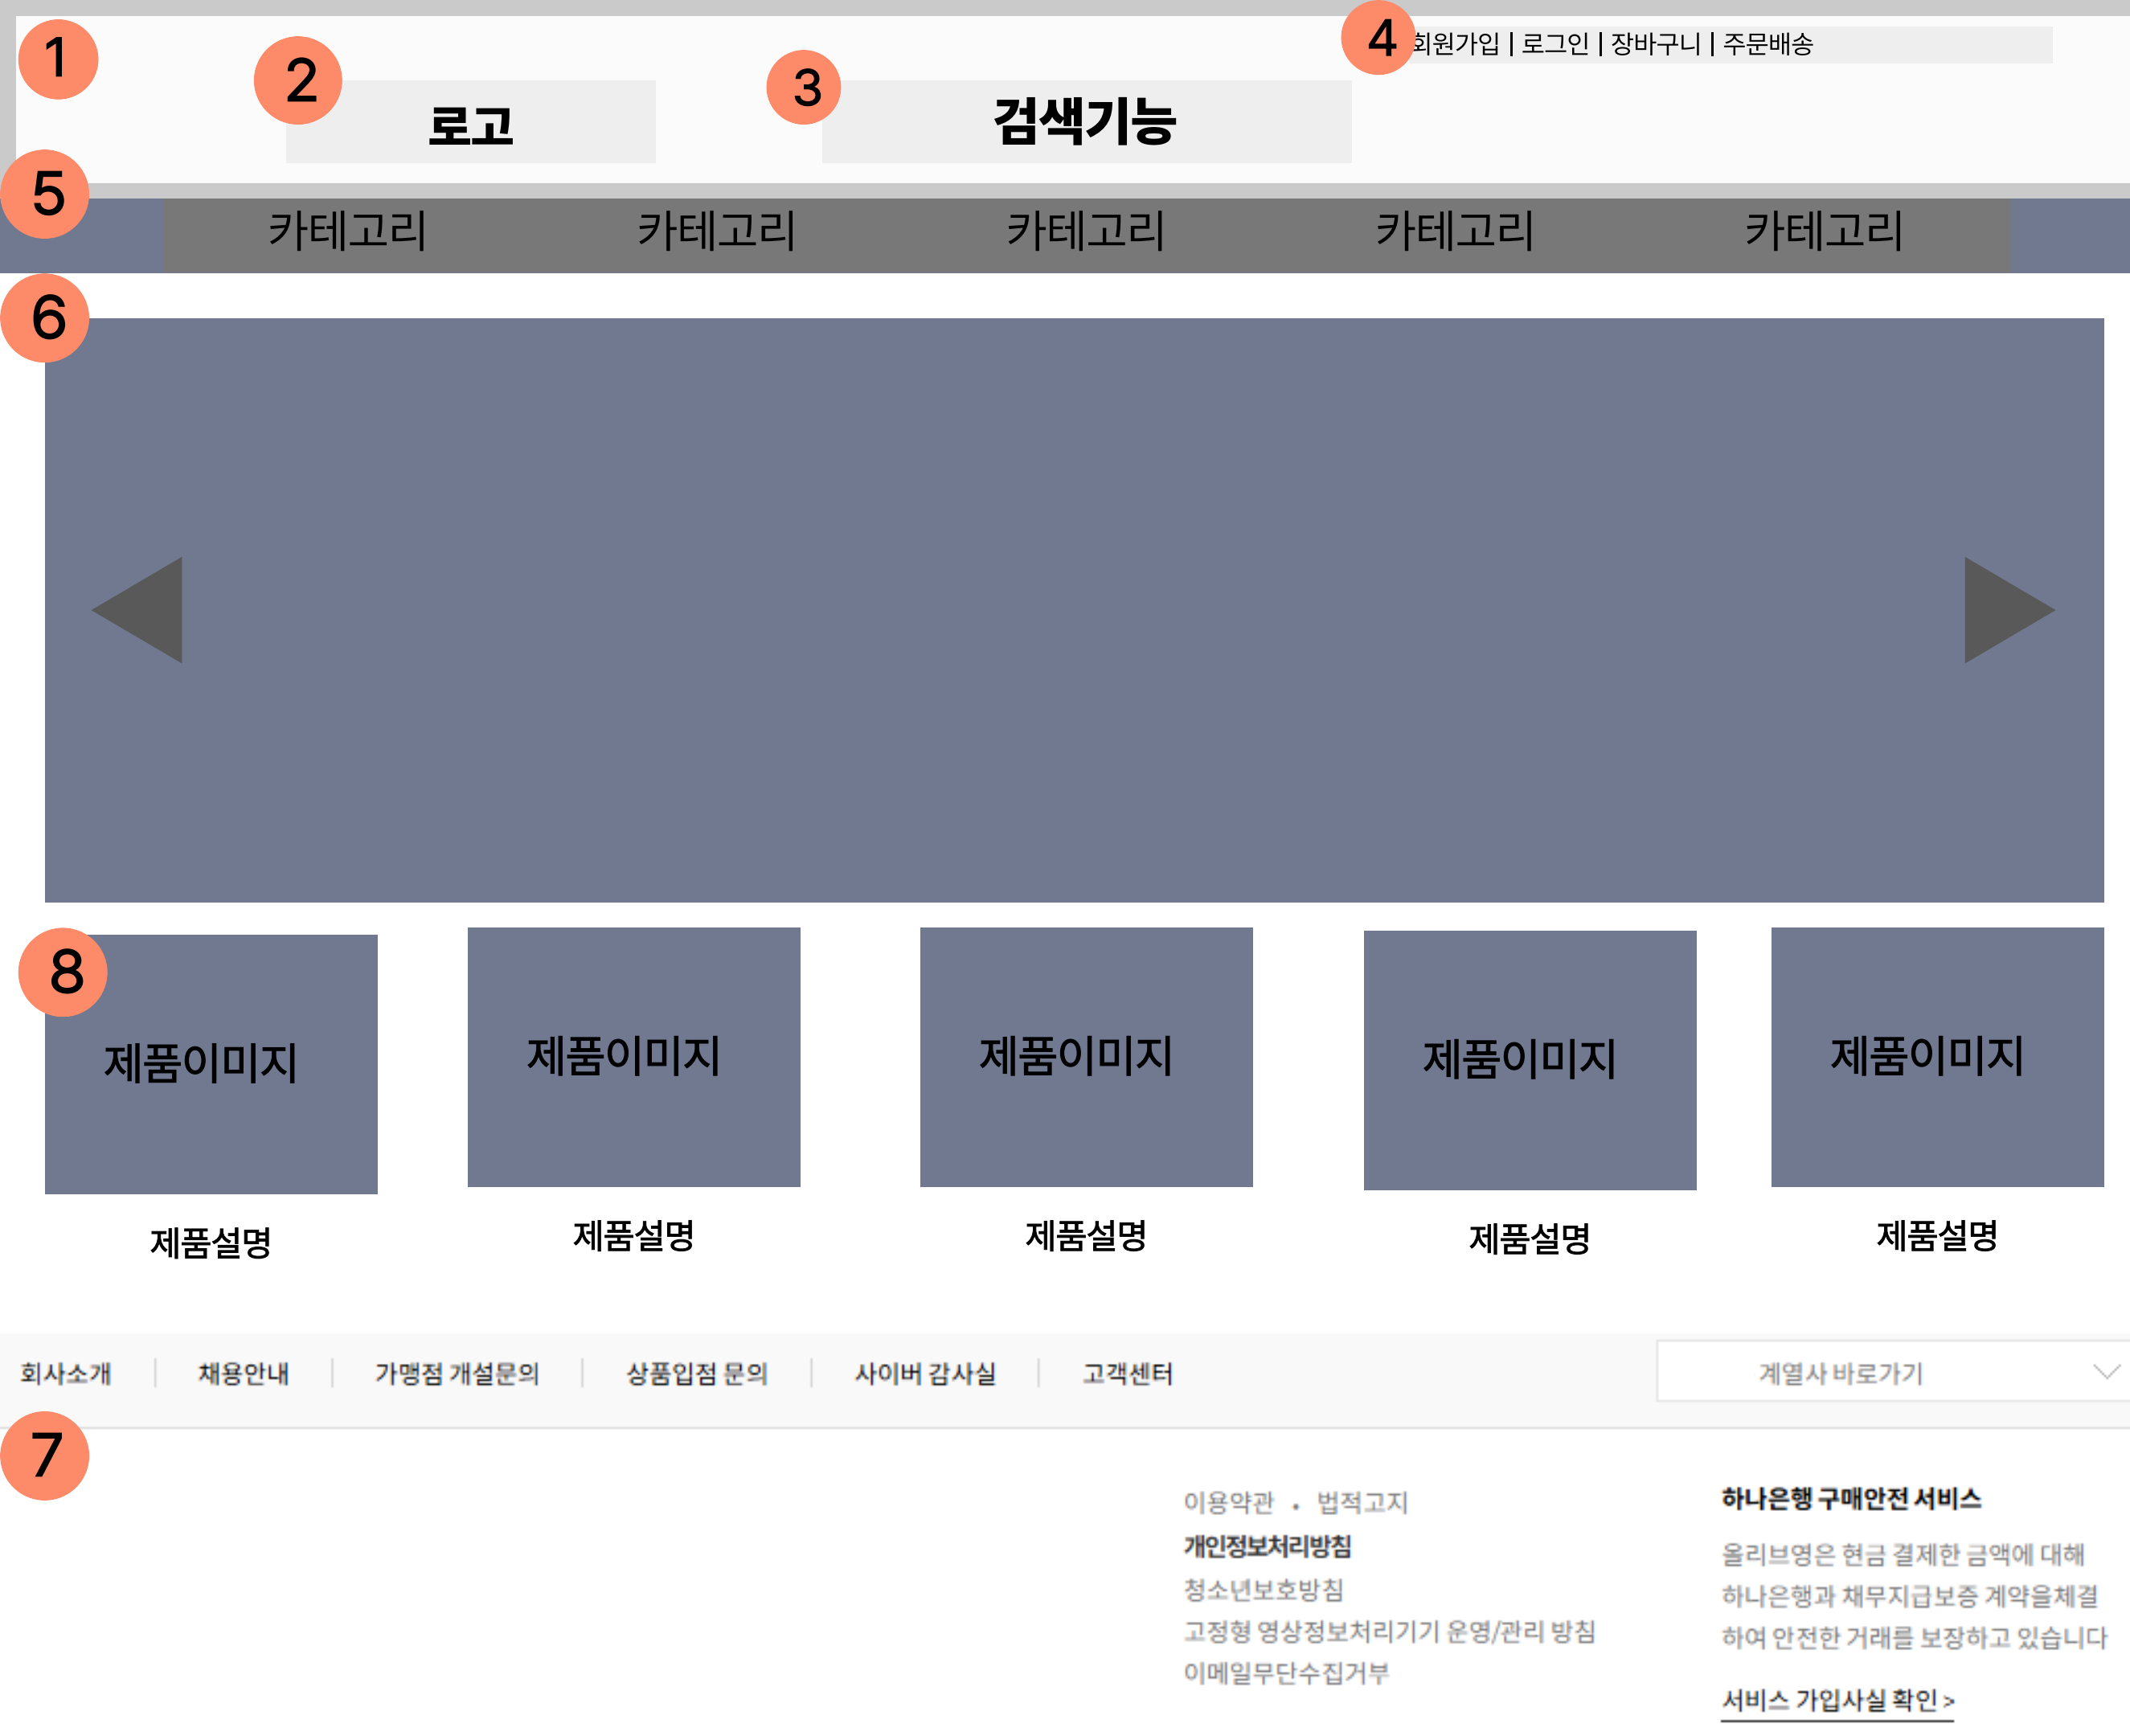 1
2
로고
3
검색기능
4
회원가입 | 로그인 | 장바구니 | 주문배송
5
카테고리
카테고리
카테고리
카테고리
카테고리
6
8
제품이미지
제품이미지
제품이미지
제품이미지
제품이미지
제품설명
제품설명
제품설명
제품설명
제품설명
회사소개 | 채용안내 | 가맹점 개설문의 | 상품입점 문의 | 사이버 감사실 | 고객센터
계열사 바로가기
7
이용약관 • 법적고지
개인정보처리방침
청소년보호방침
고정형 영상정보처리기기 운영/관리 방침
이메일무단수집거부
하나은행 구매안전 서비스
올리브영은 현금 결제한 금액에 대해
하나은행과 채무지급보증 계약을체결
하여 안전한 거래를 보장하고 있습니다
서비스 가입사실 확인 >